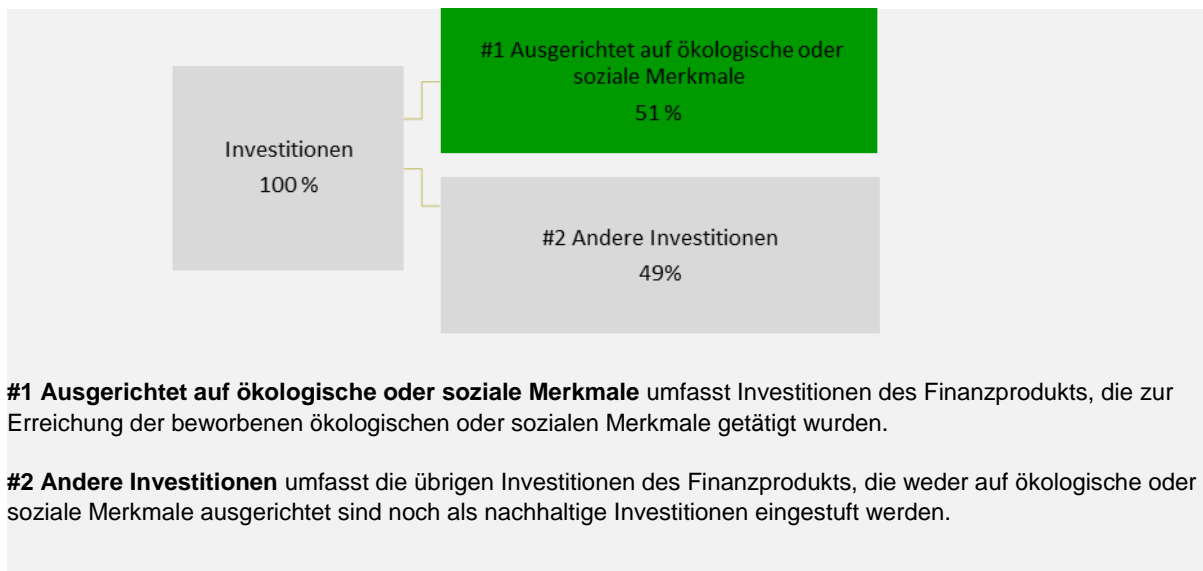 #1 Ausgerichtet auf ökologische oder
soziale Merkmale
51 %
Investitionen
100 %
#2 Andere Investitionen
49%
#1 Ausgerichtet auf ökologische oder soziale Merkmale umfasst Investitionen des Finanzprodukts, die zur
Erreichung der beworbenen ökologischen oder sozialen Merkmale getätigt wurden.
#2 Andere Investitionen umfasst die übrigen Investitionen des Finanzprodukts, die weder auf ökologische oder
soziale Merkmale ausgerichtet sind noch als nachhaltige Investitionen eingestuft werden.